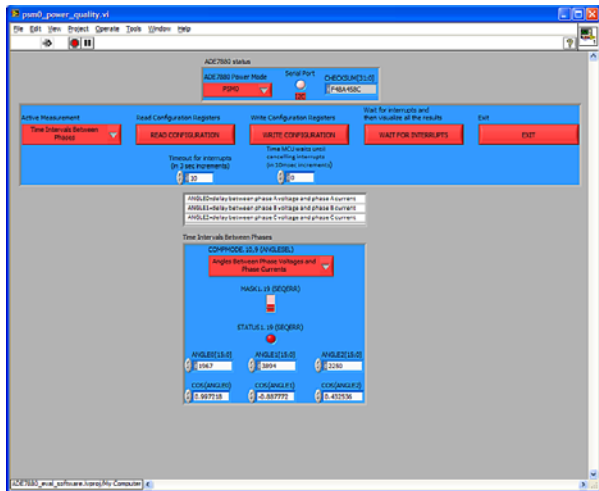 psm0_power_quality.vi
File Edit View Project Operate Tools Window Help
ADE7880 status
ADE7880 Power Mode
Serial Port
CHECKSUM[31:0]
PSM0
I2C
F48A458C
Active Measurement
Read Configuration Registers
Write Configuration Registers
Wait for interrupts and
then visualize all the results
Exit
Time Intervals Between
Phases
READ CONFIGURATION
WRITE CONFIGURATION
WAIT FOR INTERRUPTS
EXIT
Timeout for interrupts
(in 3 sec increments)
10
Time MCU waits until
cancelling interrupts
(in 10msec increments)
0
ANGLE0=delay between phase A voltage and phase A current
ANGLE1=delay between phase B voltage and phase B current
ANGLE2=delay between phase C voltage and phase C current
Time Intervals Between Phases
COMPMODE.10,9 (ANGLESEL)
Angles Between Phase Voltages and
Phase Currents
MASK1.19 (SEQERR)
STATUS1.19 (SEQERR)
ANGLE0[15:0] ANGLE1[15:0] ANGLE2[15:0]
1967 3894 2250
COS(ANGLE0) COS(ANGLE1) COS(ANGLE2)
0.997218 -0.887772 0.432536
ADE7880_eval_software.lvproj/My Computer